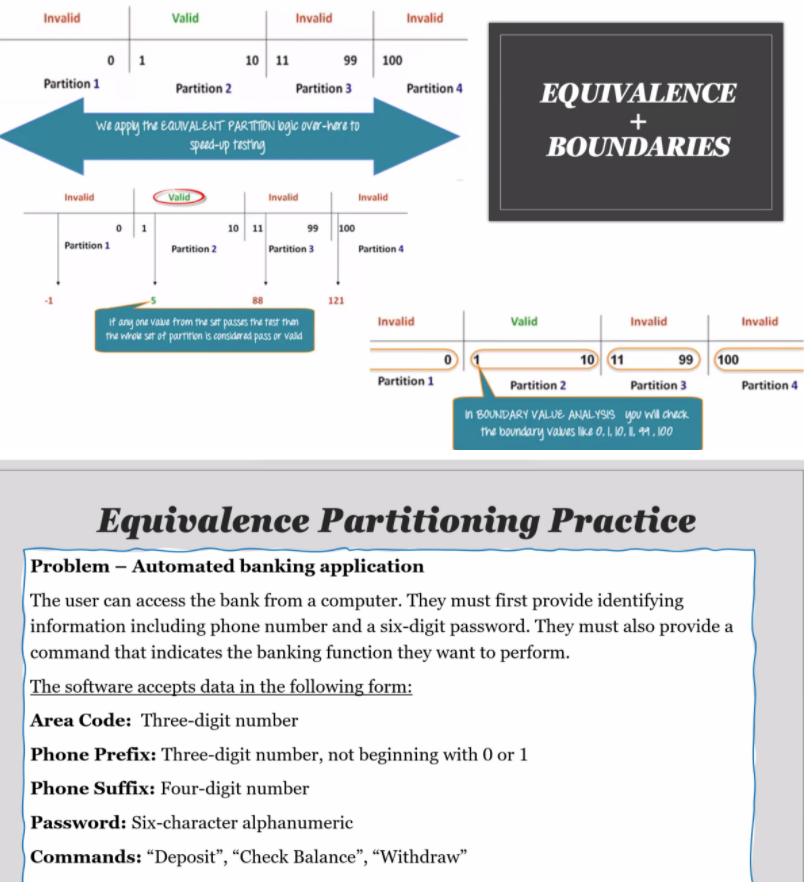 Invalid Valid Invalid Invalid
0 1 10 11 99 100
Partition 1 Partition 2 Partition 3 Partition 4
We apply the EQUIVALENT PARTITION logic over-here to
speed-up testing
EQUIVALENCE
+
BOUNDARIES
Invalid Valid Invalid Invalid
0 1 10 11 99 100
Partition 1 Partition 2 Partition 3 Partition 4
-1 5 88 121
If any one value from the set passes the test then
the whole set of partition is considered pass or valid
Invalid Valid Invalid Invalid
0 1 10 11 99 100
Partition 1 Partition 2 Partition 3 Partition 4
In BOUNDARY VALUE ANALYSIS you will check
the boundary values like 0, 1, 10, 11, 99 , 100
Equivalence Partitioning Practice
Problem – Automated banking application
The user can access the bank from a computer. They must first provide identifying
information including phone number and a six-digit password. They must also provide a
command that indicates the banking function they want to perform.
The software accepts data in the following form:
Area Code: Three-digit number
Phone Prefix: Three-digit number, not beginning with 0 or 1
Phone Suffix: Four-digit number
Password: Six-character alphanumeric
Commands: “Deposit”, “Check Balance”, “Withdraw”